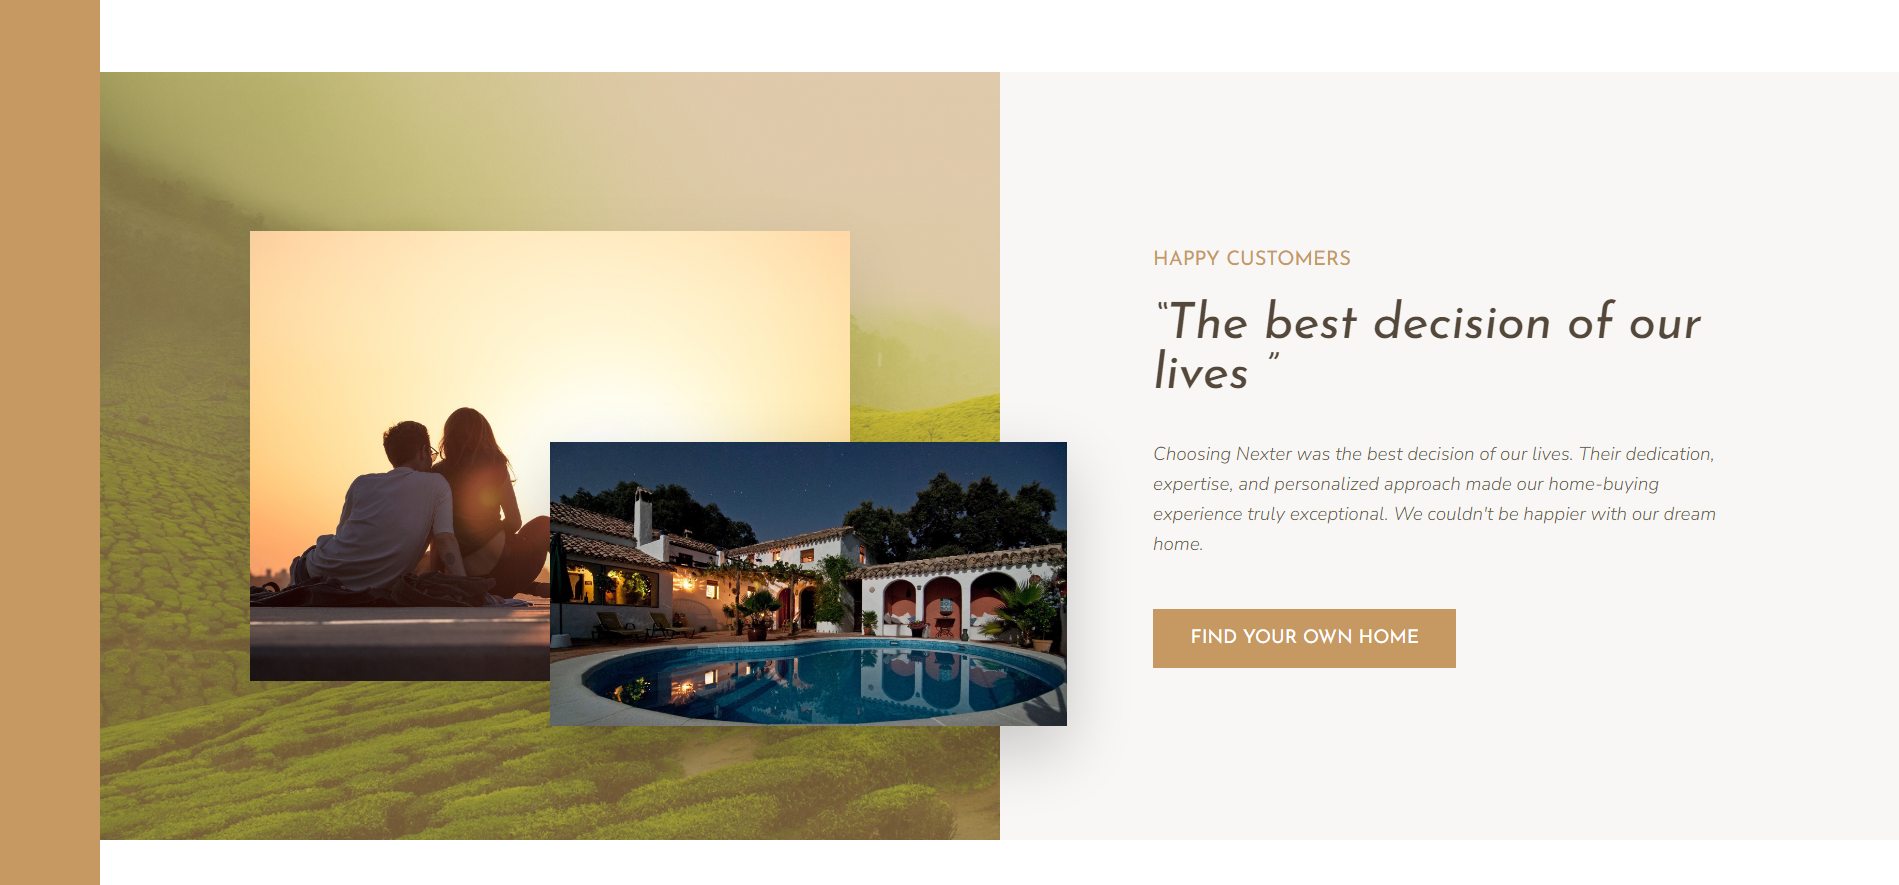 HAPPY CUSTOMERS
“The best decision of our
lives ”
Choosing Nexter was the best decision of our lives. Their dedication,
expertise, and personalized approach made our home-buying
experience truly exceptional. We couldn't be happier with our dream
home.
FIND YOUR OWN HOME